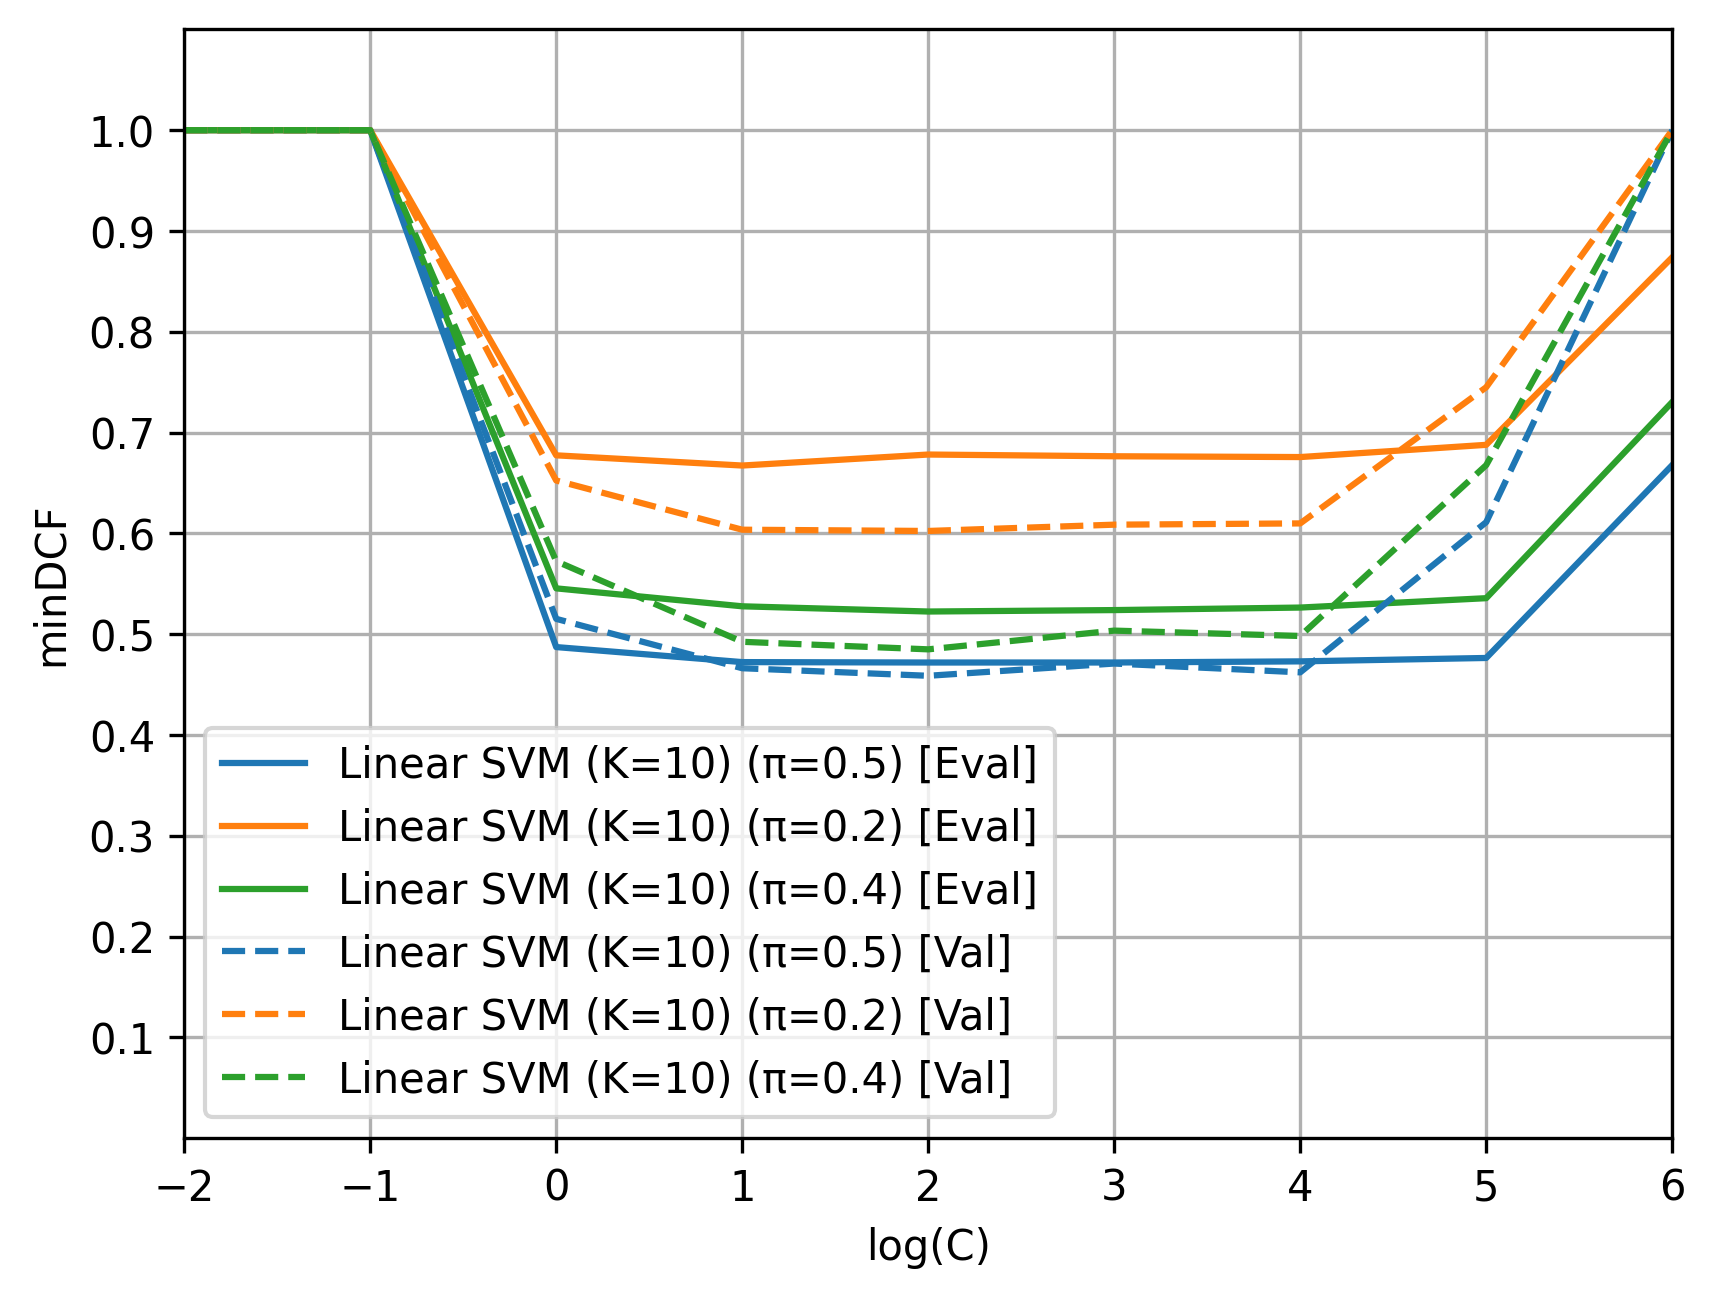 minDCF
1.0
0.9
0.8
0.7
0.6
0.5
0.4
0.3
0.2
0.1
Linear SVM (K=10) (π=0.5) [Eval]
Linear SVM (K=10) (π=0.2) [Eval]
Linear SVM (K=10) (π=0.4) [Eval]
Linear SVM (K=10) (π=0.5) [Val]
Linear SVM (K=10) (π=0.2) [Val]
Linear SVM (K=10) (π=0.4) [Val]
−2 −1 0 1 2 3 4 5 6
log(C)